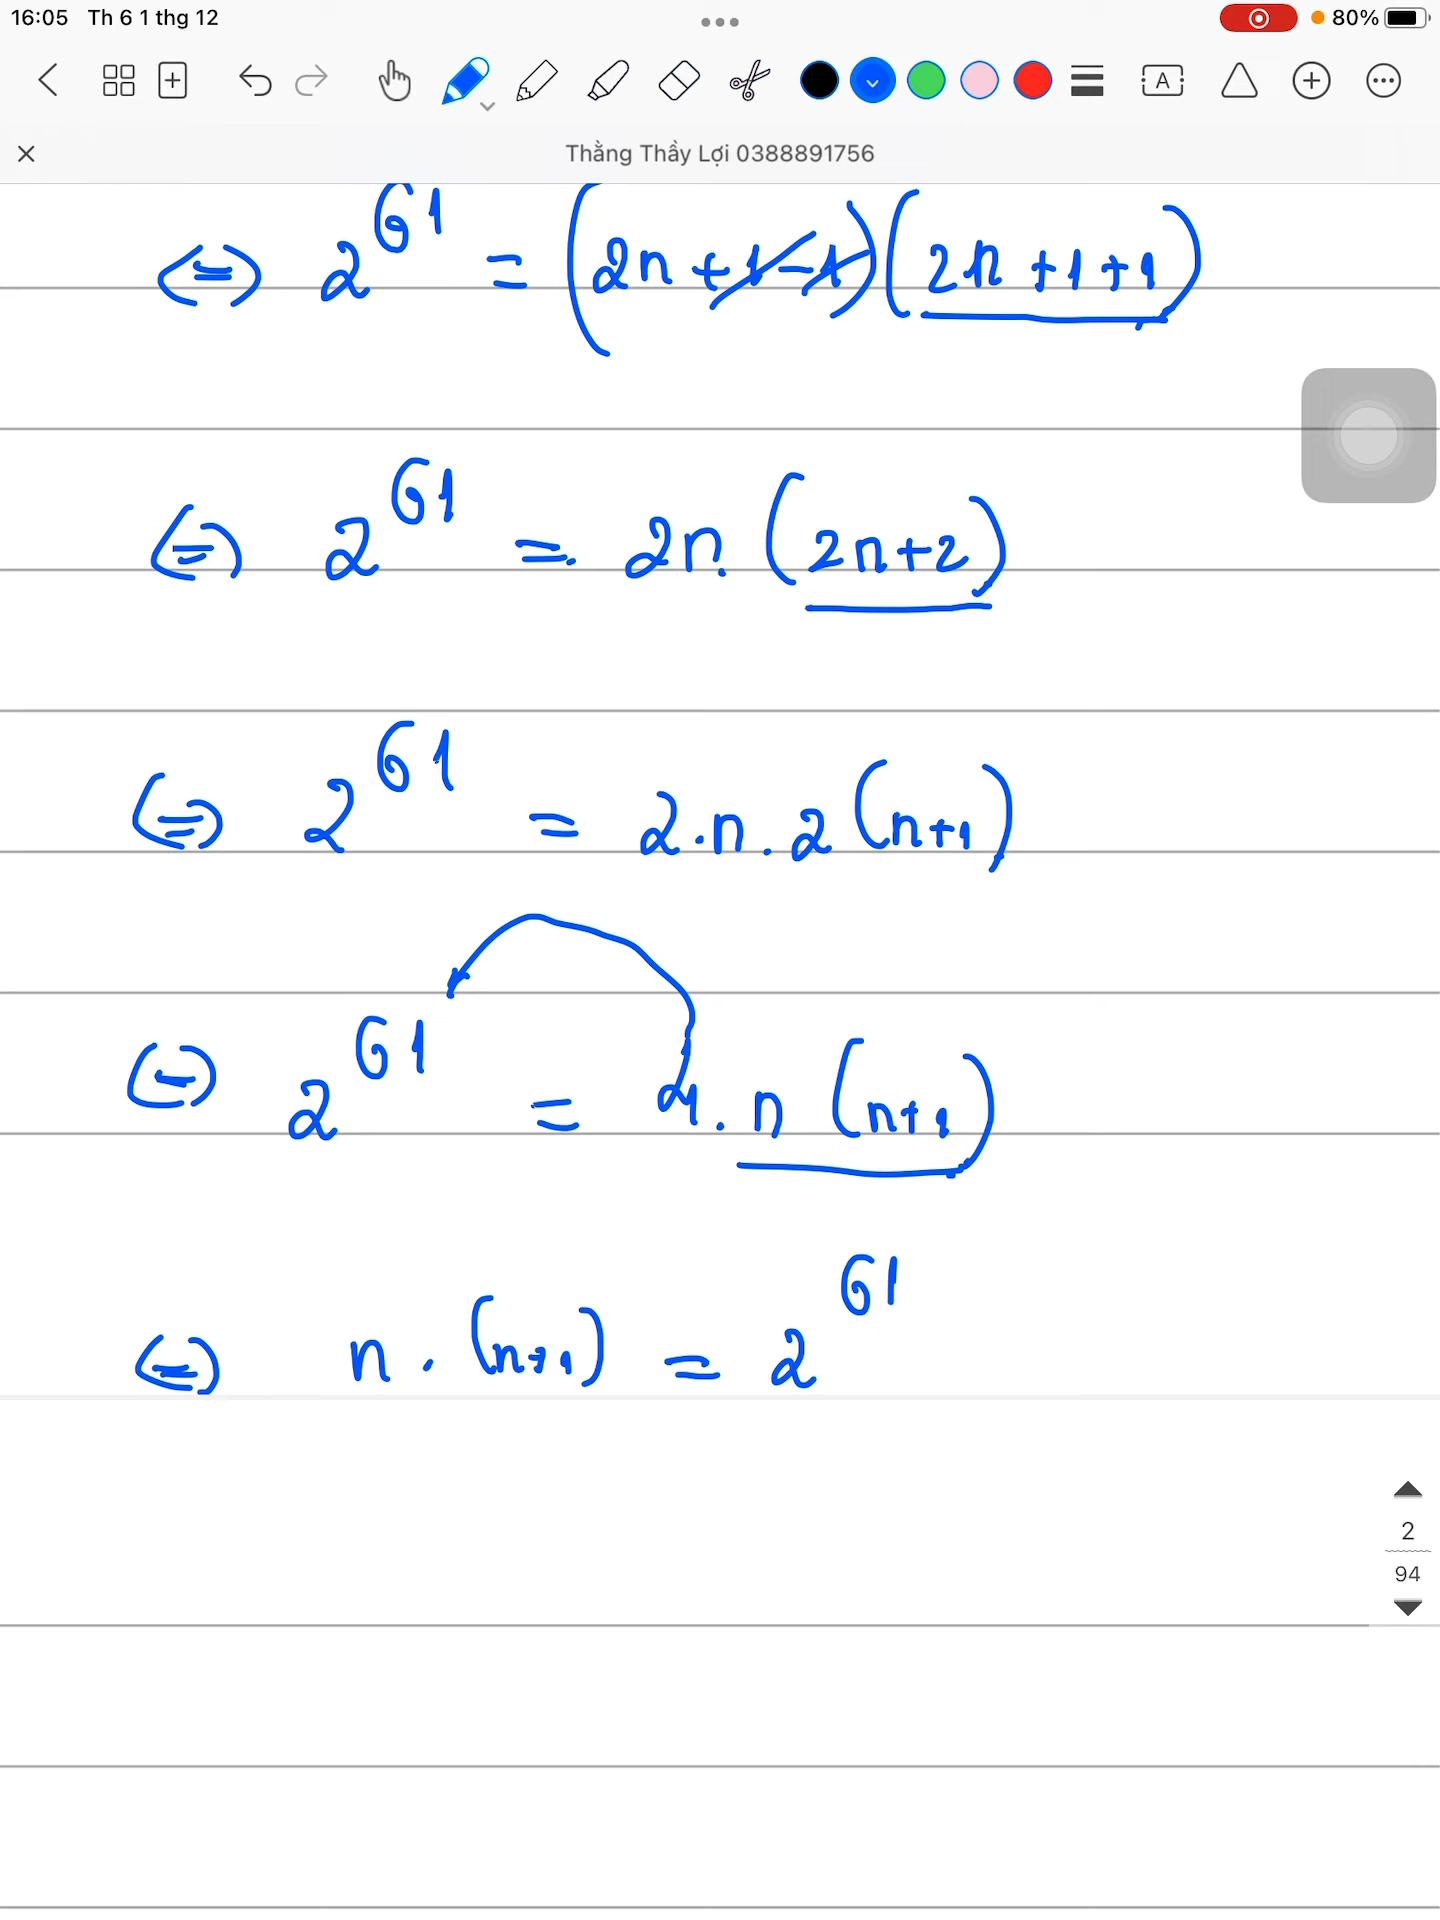 16:05 Th 6 1 thg 12 80%
A
Thằng Thầy Lợi 0388891756
⇔ 2^61 = (2n+1-1)(2n+1+1)
⇔ 2^61 = 2n.(2n+2)
⇔ 2^61 = 2.n.2(n+1)
⇔ 2^61 = 4.n(n+1)
⇔ n.(n+1) = 2^61
2
94